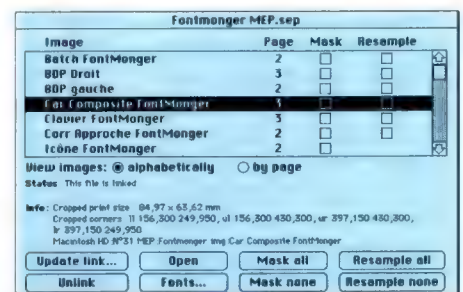 Fontmonger MEP.sep
Image Page Mask Resample
Batch FontMonger 2
BDP Droit 3
BDP gauche 2
Car Composite FontMonger 3
Clavier FontMonger 3
Corr Approche FontMonger 2
Icône FontMonger 2
View images: alphabetically by page
Status This file is linked
Info: Cropped print size 84,97 x 63,62 mm
Cropped corners ll 156,300 249,950, ul 156,300 430,300, ur 397,150 430,300,
lr 397,150 249,950
Macintosh HD N°31 MEP Fontmonger img Car Composite FontMonger
Update link... Open Mask all Resample all
Unlink Fonts... Mask none Resample none